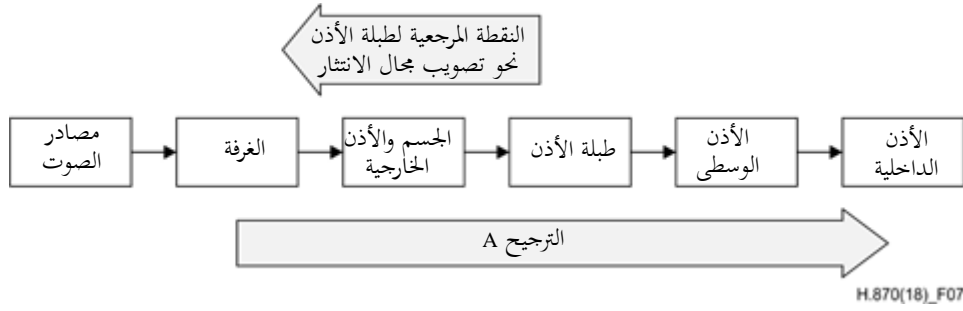 النقطة المرجعية لطبلة الأذن
نحو تصويب مجال الانتثار
مصادر
الصوت
الغرفة
الجسم والأذن
الخارجية
طبلة الأذن
الأذن
الوسطى
الأذن
الداخلية
الترجيح A
H.870(18)_F07